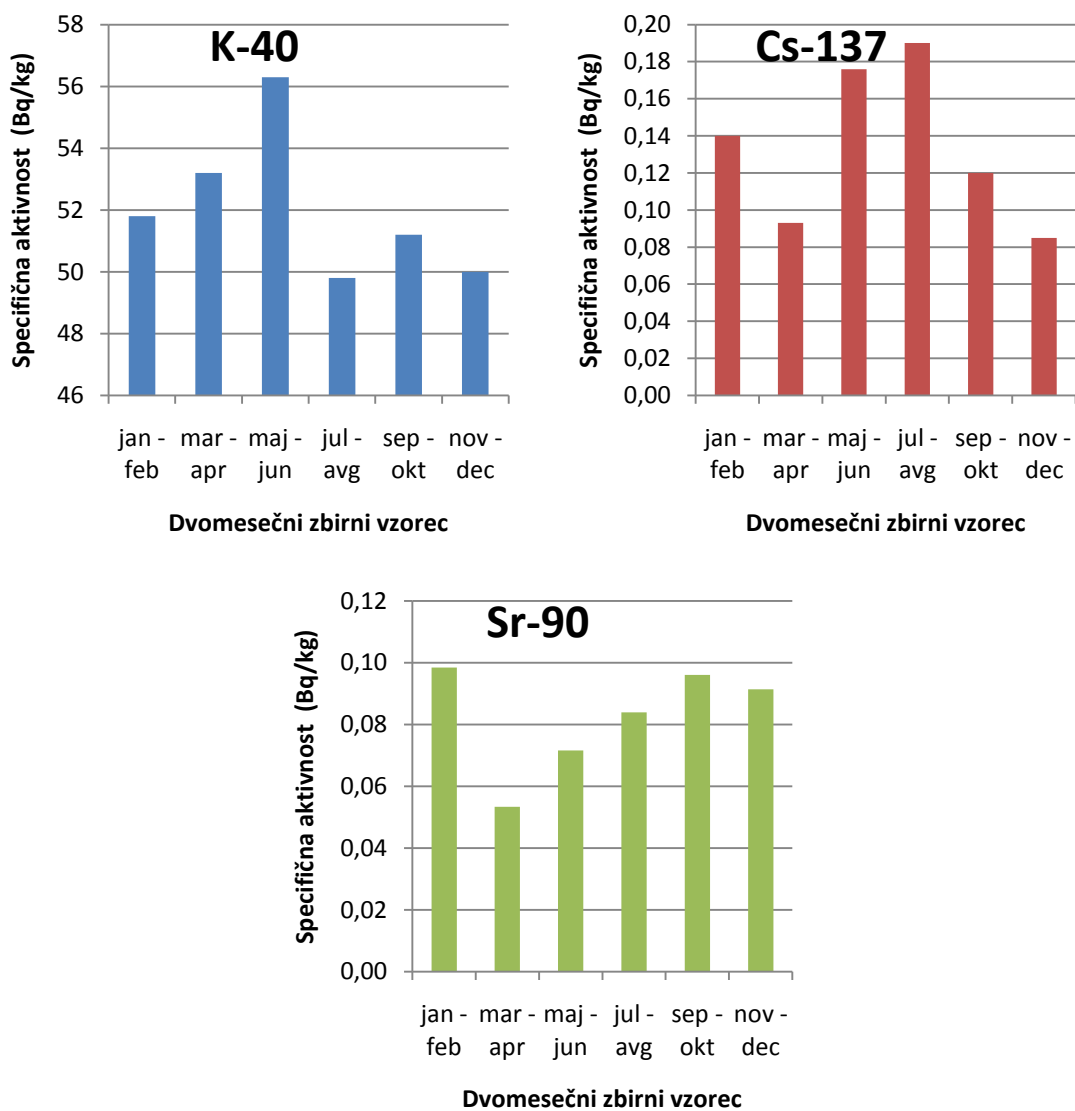 K-40
Specifična aktivnost (Bq/kg)
58
56
54
52
50
48
46
jan - mar - maj - jul - sep - nov -
feb apr jun avg okt dec
Dvomesečni zbirni vzorec
Cs-137
Specifična aktivnost (Bq/kg)
0,20
0,18
0,16
0,14
0,12
0,10
0,08
0,06
0,04
0,02
0,00
jan - mar - maj - jul - sep - nov -
feb apr jun avg okt dec
Dvomesečni zbirni vzorec
Sr-90
Specifična aktivnost (Bq/kg)
0,12
0,10
0,08
0,06
0,04
0,02
0,00
jan - mar - maj - jul - sep - nov -
feb apr jun avg okt dec
Dvomesečni zbirni vzorec